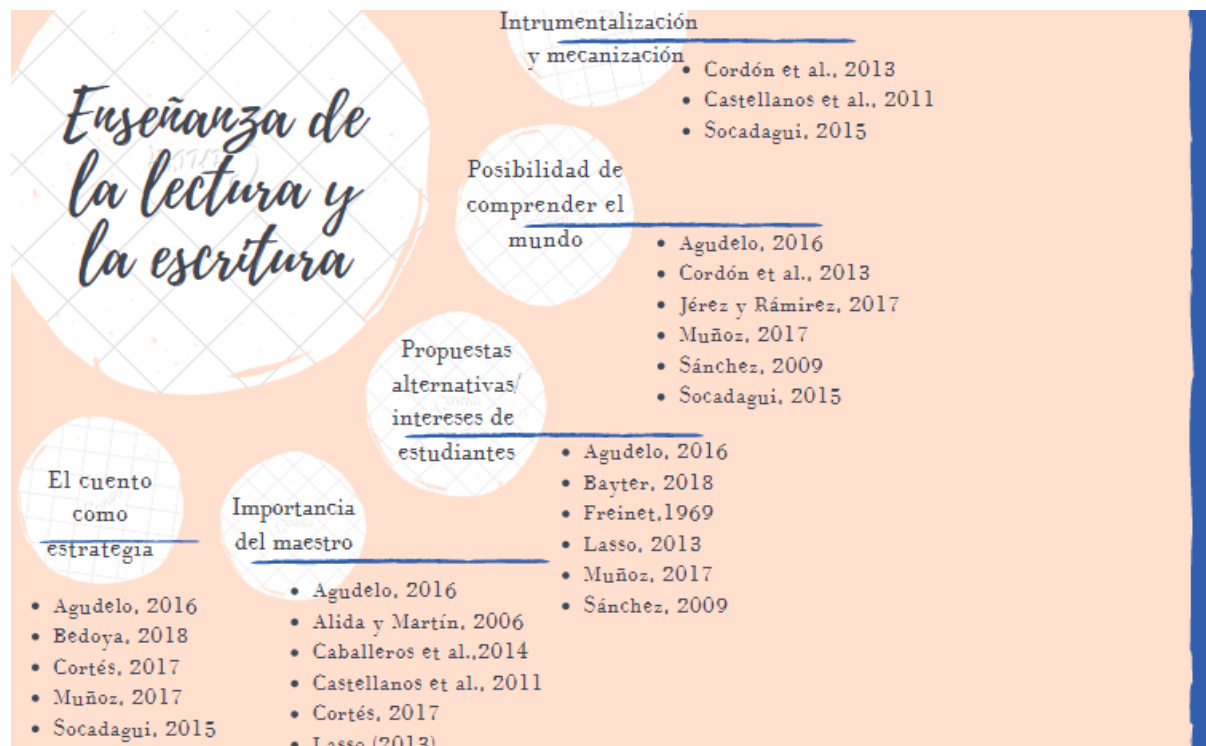 Enseñanza de
la lectura y
la escritura
Intrumentalización
y mecanización
• Cordón et al., 2013
• Castellanos et al., 2011
• Socadagui, 2015
Posibilidad de
comprender el
mundo
• Agudelo, 2016
• Cordón et al., 2013
• Jérez y Rámirez, 2017
• Muñoz, 2017
• Sánchez, 2009
• Socadagui, 2015
Propuestas
alternativas/
intereses de
estudiantes
• Agudelo, 2016
• Bayter, 2018
• Freinet,1969
• Lasso, 2013
• Muñoz, 2017
• Sánchez, 2009
Importancia
del maestro
• Agudelo, 2016
• Alida y Martín, 2006
• Caballeros et al.,2014
• Castellanos et al., 2011
• Cortés, 2017
• Lasso (2013)
El cuento
como
estrategia
• Agudelo, 2016
• Bedoya, 2018
• Cortés, 2017
• Muñoz, 2017
• Socadagui, 2015